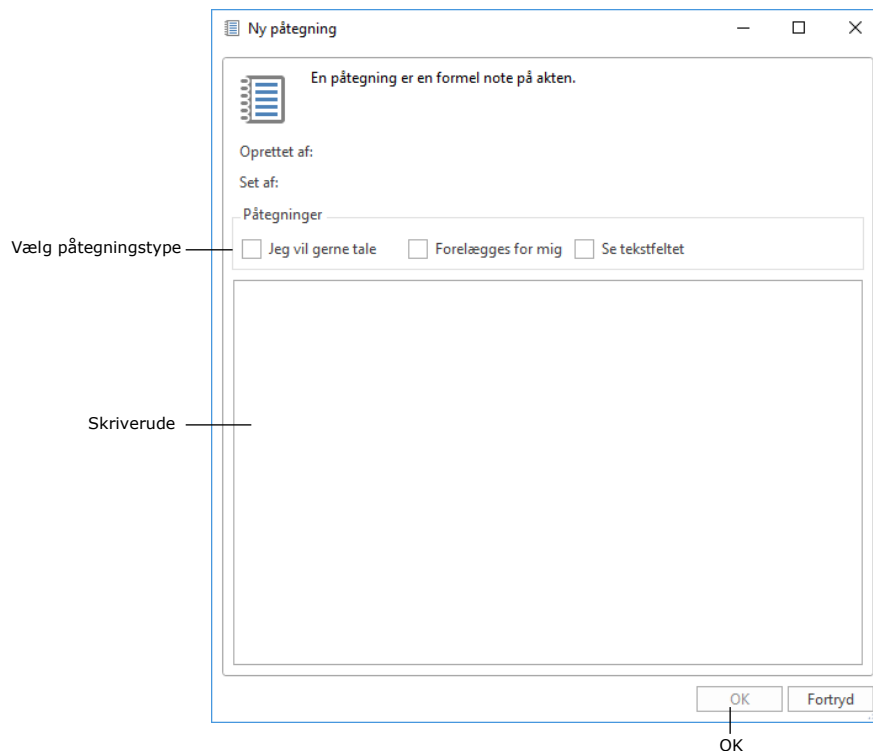 Ny påtegning
En påtegning er en formel note på akten.
Oprettet af:
Set af:
Påtegninger
Vælg påtegningstype
Jeg vil gerne tale Forelægges for mig Se tekstfeltet
Skriverude
OK Fortryd
OK